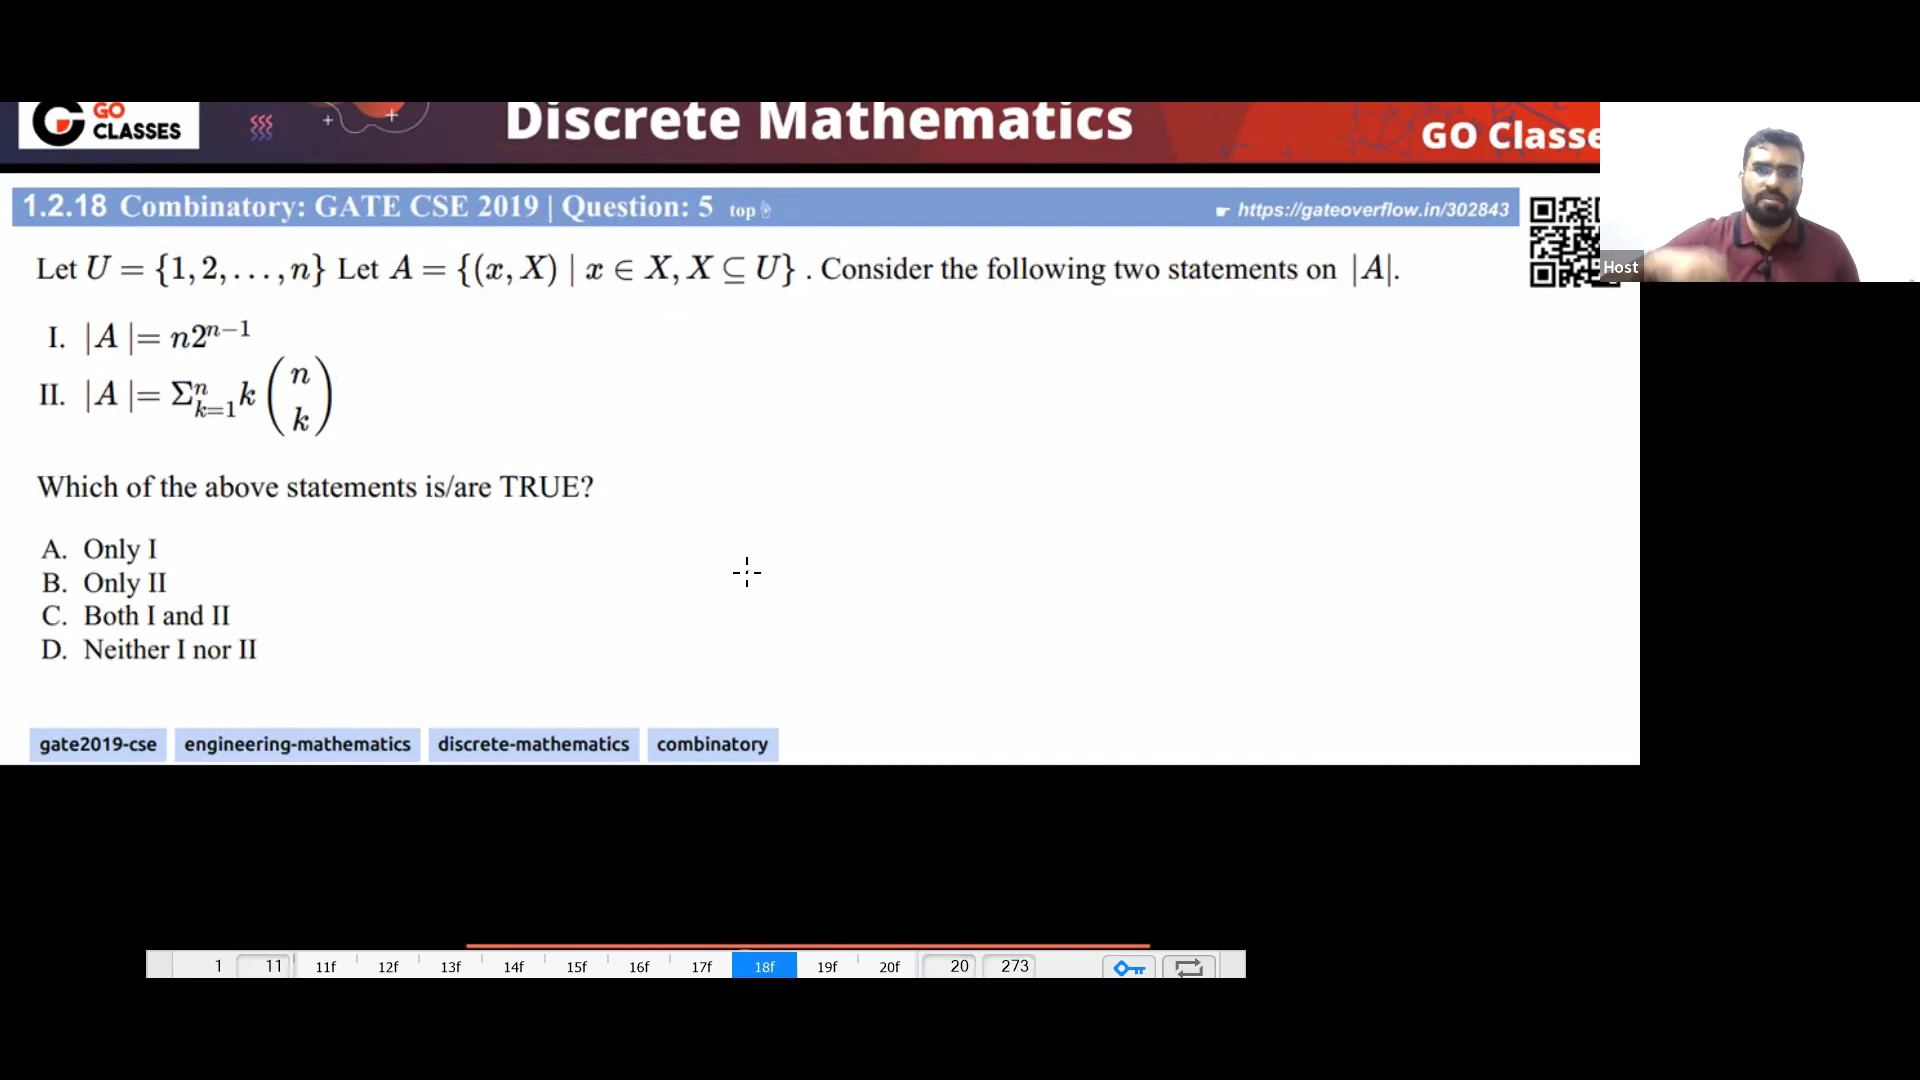 GO
CLASSES
Discrete Mathematics
GO Classe
1.2.18 Combinatory: GATE CSE 2019 | Question: 5 top
☛ https://gateoverflow.in/302843
Let U = {1, 2, . . . , n} Let A = {(x, X) | x ∈ X, X ⊆ U} . Consider the following two statements on |A|.
Host
I. |A |= n2^{n−1}
II. |A |= Σ_{k=1}^{n} k \binom{n}{k}
Which of the above statements is/are TRUE?
A. Only I
B. Only II
C. Both I and II
D. Neither I nor II
gate2019-cse engineering-mathematics discrete-mathematics combinatory
1 11 11f 12f 13f 14f 15f 16f 17f 18f 19f 20f 20 273